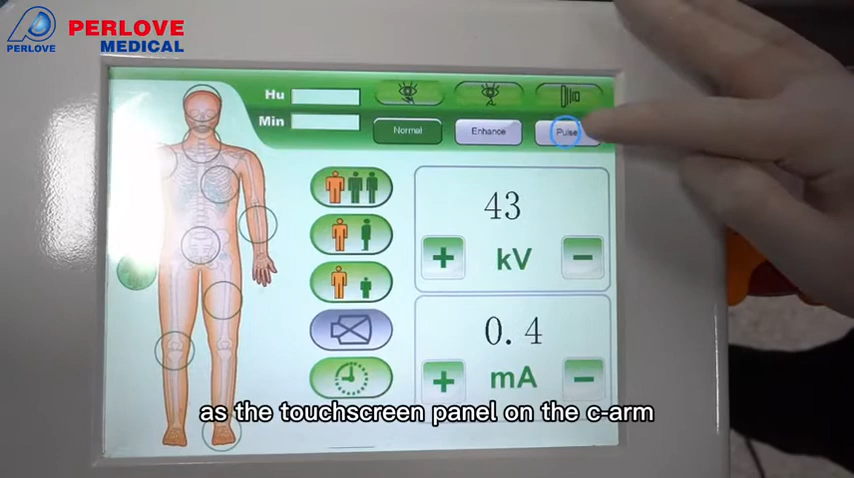 PERLOVE
PERLOVE
MEDICAL
Hu
Min
Normal
Enhance
Pulse
43
kV
+
−
0.4
mA
+
−
as the touchscreen panel on the c-arm